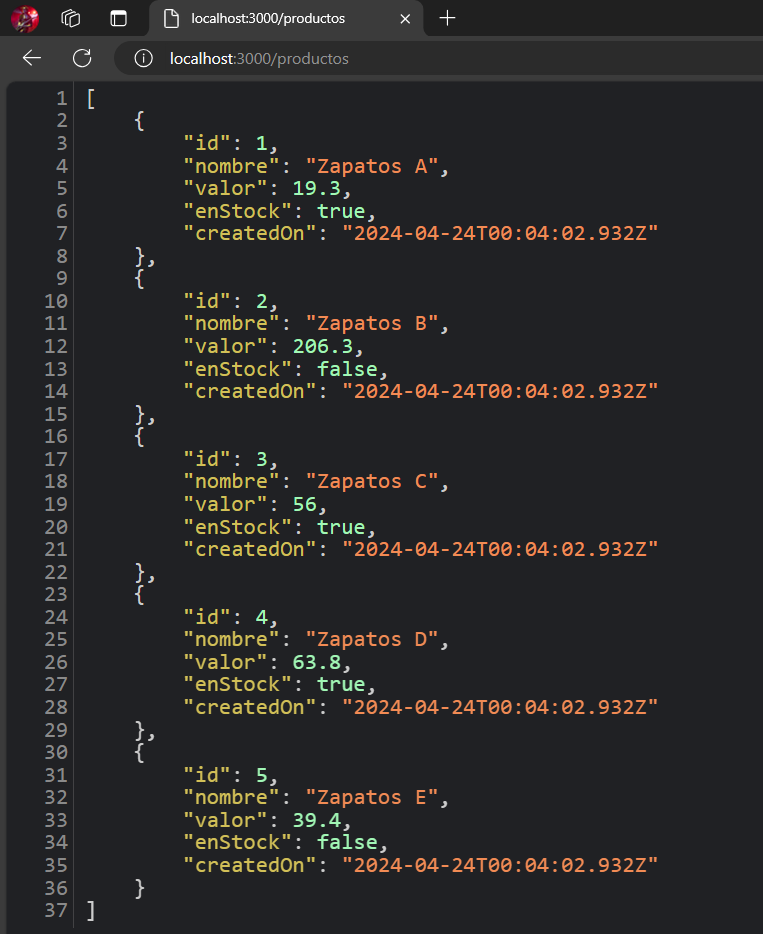 localhost:3000/productos
localhost:3000/productos
1 [
2     {
3         "id": 1,
4         "nombre": "Zapatos A",
5         "valor": 19.3,
6         "enStock": true,
7         "createdOn": "2024-04-24T00:04:02.932Z"
8     },
9     {
10         "id": 2,
11         "nombre": "Zapatos B",
12         "valor": 206.3,
13         "enStock": false,
14         "createdOn": "2024-04-24T00:04:02.932Z"
15     },
16     {
17         "id": 3,
18         "nombre": "Zapatos C",
19         "valor": 56,
20         "enStock": true,
21         "createdOn": "2024-04-24T00:04:02.932Z"
22     },
23     {
24         "id": 4,
25         "nombre": "Zapatos D",
26         "valor": 63.8,
27         "enStock": true,
28         "createdOn": "2024-04-24T00:04:02.932Z"
29     },
30     {
31         "id": 5,
32         "nombre": "Zapatos E",
33         "valor": 39.4,
34         "enStock": false,
35         "createdOn": "2024-04-24T00:04:02.932Z"
36     }
37 ]